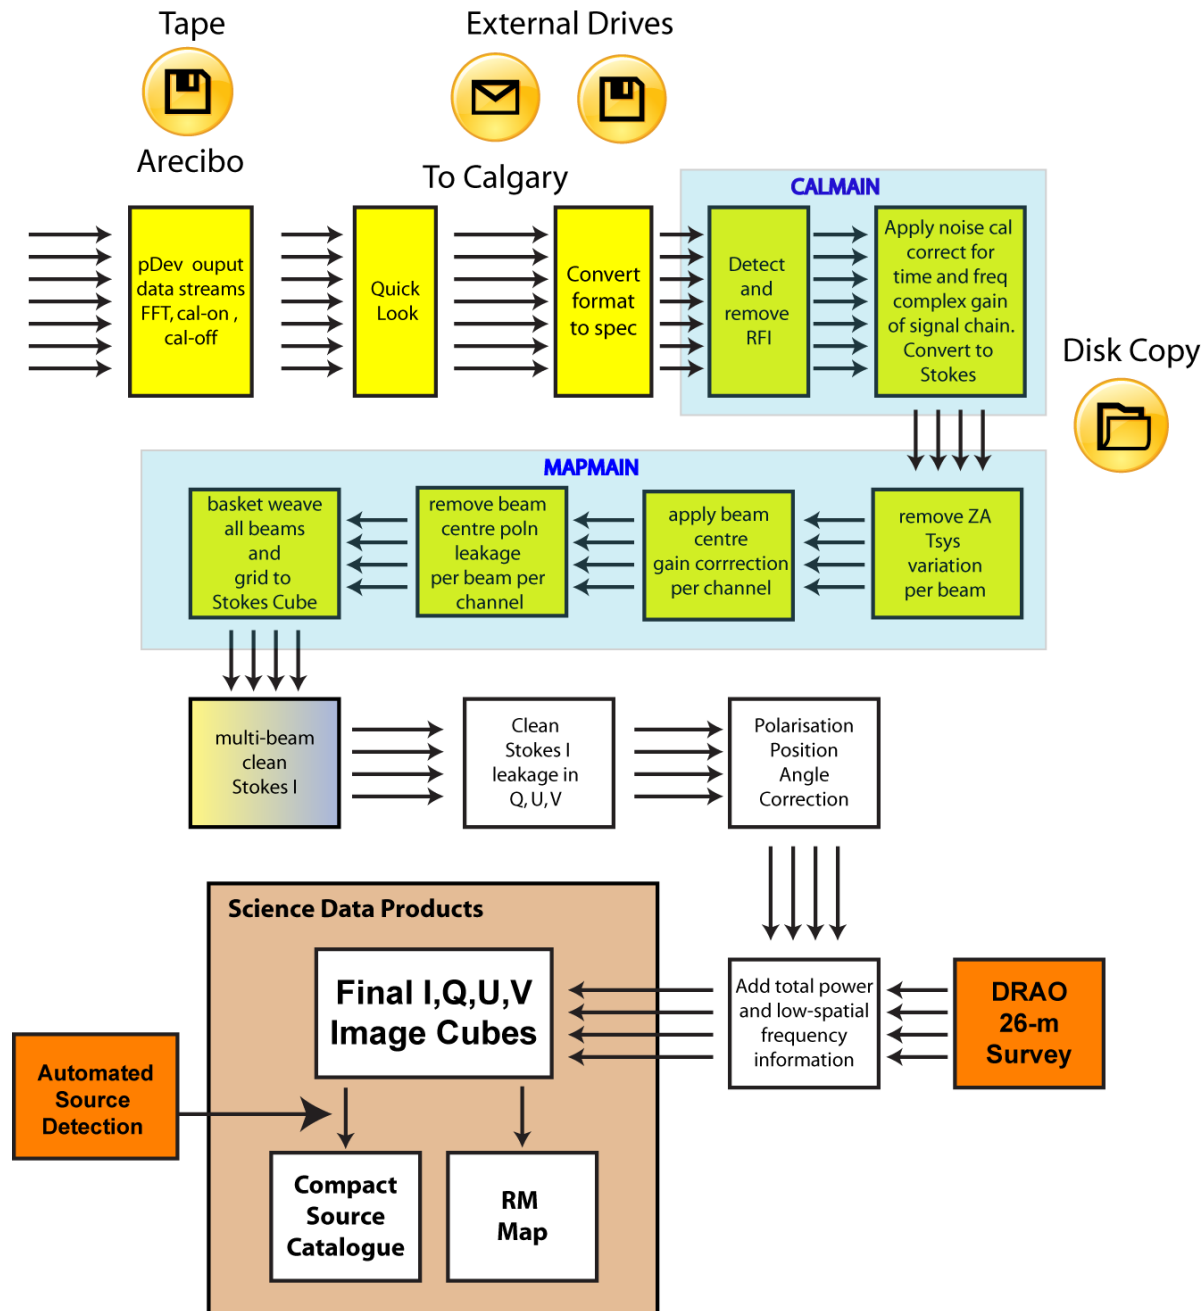 Tape
External Drives
Arecibo
To Calgary
CALMAIN
pDev ouput
data streams
FFT, cal-on ,
cal-off
Quick
Look
Convert
format
to spec
Detect
and
remove
RFI
Apply noise cal
correct for
time and freq
complex gain
of signal chain.
Convert to
Stokes
Disk Copy
MAPMAIN
basket weave
all beams
and
grid to
Stokes Cube
remove beam
centre poln
leakage
per beam per
channel
apply beam
centre
gain corrrection
per channel
remove ZA
Tsys
variation
per beam
multi-beam
clean
Stokes I
Clean
Stokes I
leakage in
Q, U, V
Polarisation
Position
Angle
Correction
Science Data Products
Final I,Q,U,V
Image Cubes
Add total power
and low-spatial
frequency
information
DRAO
26-m
Survey
Automated
Source
Detection
Compact
Source
Catalogue
RM
Map